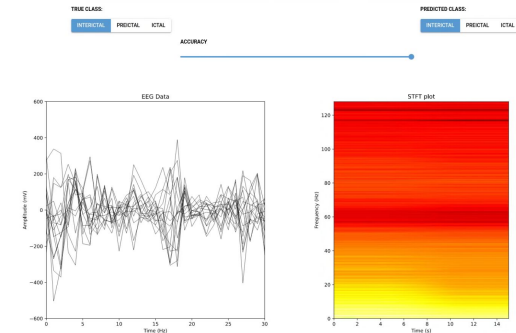 TRUE CLASS:
INTERICTAL PREICTAL ICTAL
PREDICTED CLASS:
INTERICTAL PREICTAL ICTAL
ACCURACY
EEG Data
600
400
200
0
−200
−400
−600
Amplitude (mV)
0 5 10 15 20 25 30
Time (Hz)
STFT plot
120
100
80
60
40
20
0
Frequency (Hz)
0 2 4 6 8 10 12 14
Time (s)